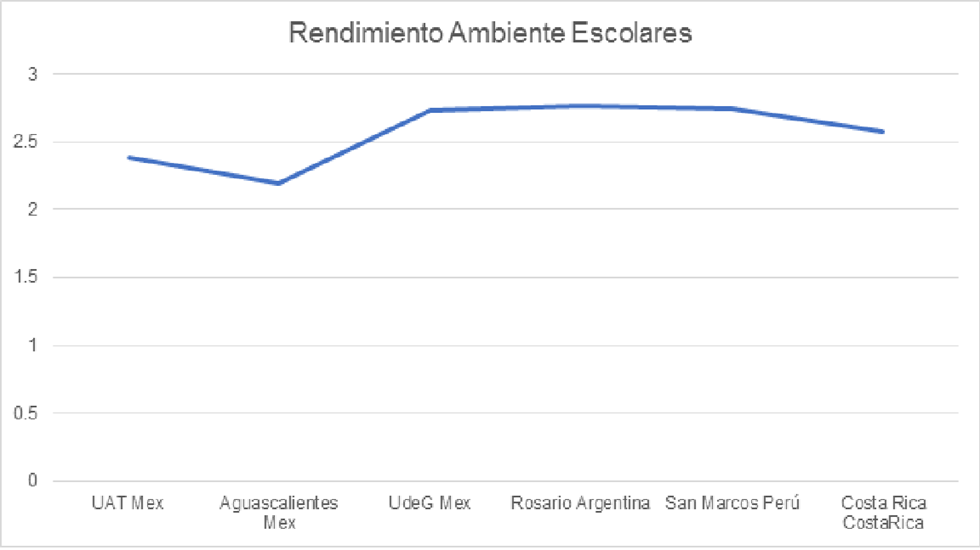 Rendimiento Ambiente Escolares
3
2.5
2
1.5
1
0.5
0
UAT Mex
Aguascalientes
Mex
UdeG Mex
Rosario Argentina
San Marcos Perú
Costa Rica
CostaRica